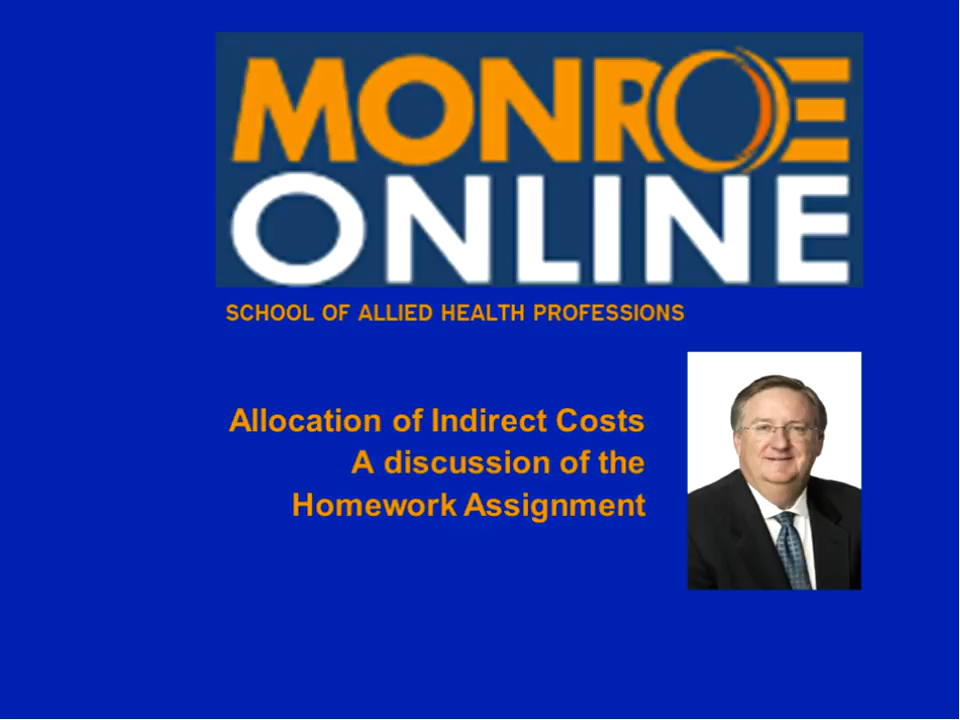 MONROE
ONLINE
SCHOOL OF ALLIED HEALTH PROFESSIONS
Allocation of Indirect Costs
A discussion of the
Homework Assignment